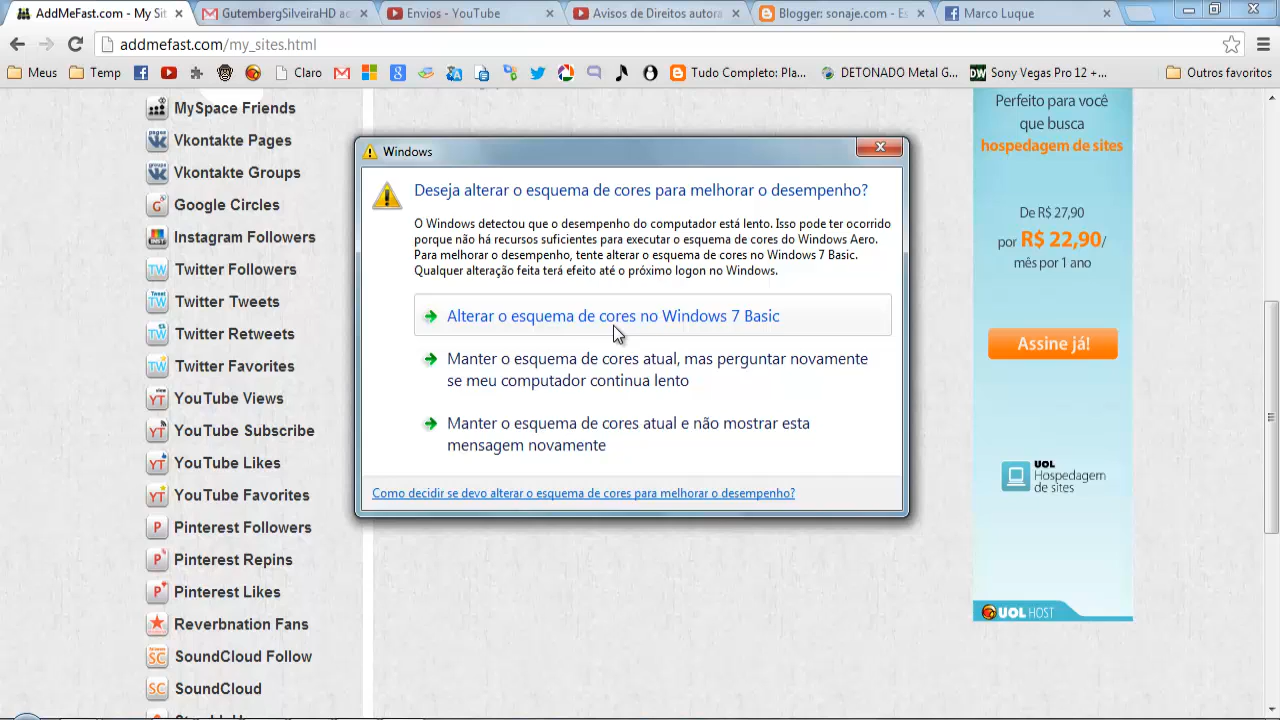 AddMeFast.com - My Sit
GutembergSilveiraHD ac
Envios - YouTube
Avisos de Direitos autora
Blogger: sonaje.com - Es
Marco Luque
addmefast.com/my_sites.html
Meus
Temp
Claro
Tudo Completo: Pla...
DETONADO Metal G...
Sony Vegas Pro 12 +...
Outros favoritos
MySpace Friends
Vkontakte Pages
Vkontakte Groups
Google Circles
Instagram Followers
Twitter Followers
Twitter Tweets
Twitter Retweets
Twitter Favorites
YouTube Views
YouTube Subscribe
YouTube Likes
YouTube Favorites
Pinterest Followers
Pinterest Repins
Pinterest Likes
Reverbnation Fans
SoundCloud Follow
SoundCloud
Windows
Deseja alterar o esquema de cores para melhorar o desempenho?
O Windows detectou que o desempenho do computador está lento. Isso pode ter ocorrido
porque não há recursos suficientes para executar o esquema de cores do Windows Aero.
Para melhorar o desempenho, tente alterar o esquema de cores no Windows 7 Basic.
Qualquer alteração feita terá efeito até o próximo logon no Windows.
Alterar o esquema de cores no Windows 7 Basic
Manter o esquema de cores atual, mas perguntar novamente
se meu computador continua lento
Manter o esquema de cores atual e não mostrar esta
mensagem novamente
Como decidir se devo alterar o esquema de cores para melhorar o desempenho?
Perfeito para você
que busca
hospedagem de sites
De R$ 27,90
por R$ 22,90/
mês por 1 ano
Assine já!
UOL
Hospedagem
de sites
UOL HOST